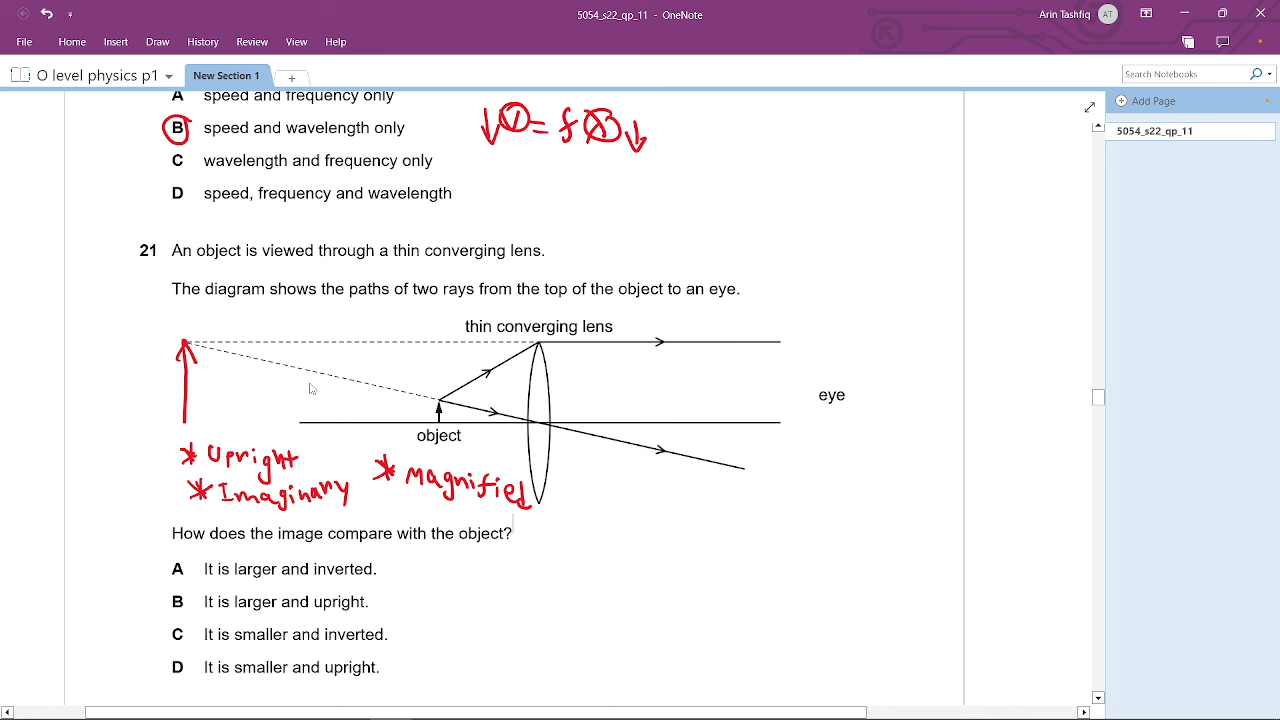 5054_s22_qp_11 - OneNote
Arin Tashfiq AT
File Home Insert Draw History Review View Help
O level physics p1
New Section 1
+
Search Notebooks
Add Page
5054_s22_qp_11
A speed and frequency only
B speed and wavelength only
C wavelength and frequency only
D speed, frequency and wavelength
↓V = fλ↓
21 An object is viewed through a thin converging lens.
The diagram shows the paths of two rays from the top of the object to an eye.
thin converging lens
eye
object
* Upright
* Imaginary
* Magnified
How does the image compare with the object?
A It is larger and inverted.
B It is larger and upright.
C It is smaller and inverted.
D It is smaller and upright.